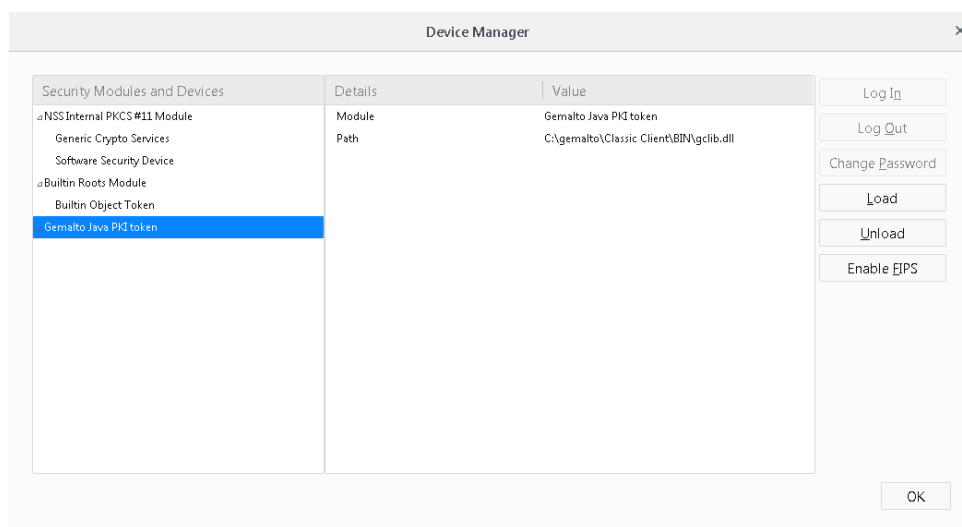 Device Manager
Security Modules and Devices
Details
Value
NSS Internal PKCS #11 Module
Generic Crypto Services
Software Security Device
Builtin Roots Module
Builtin Object Token
Gemalto Java PKI token
Module
Gemalto Java PKI token
Path
C:\gemalto\Classic Client\BIN\gclib.dll
Log In
Log Out
Change Password
Load
Unload
Enable FIPS
OK